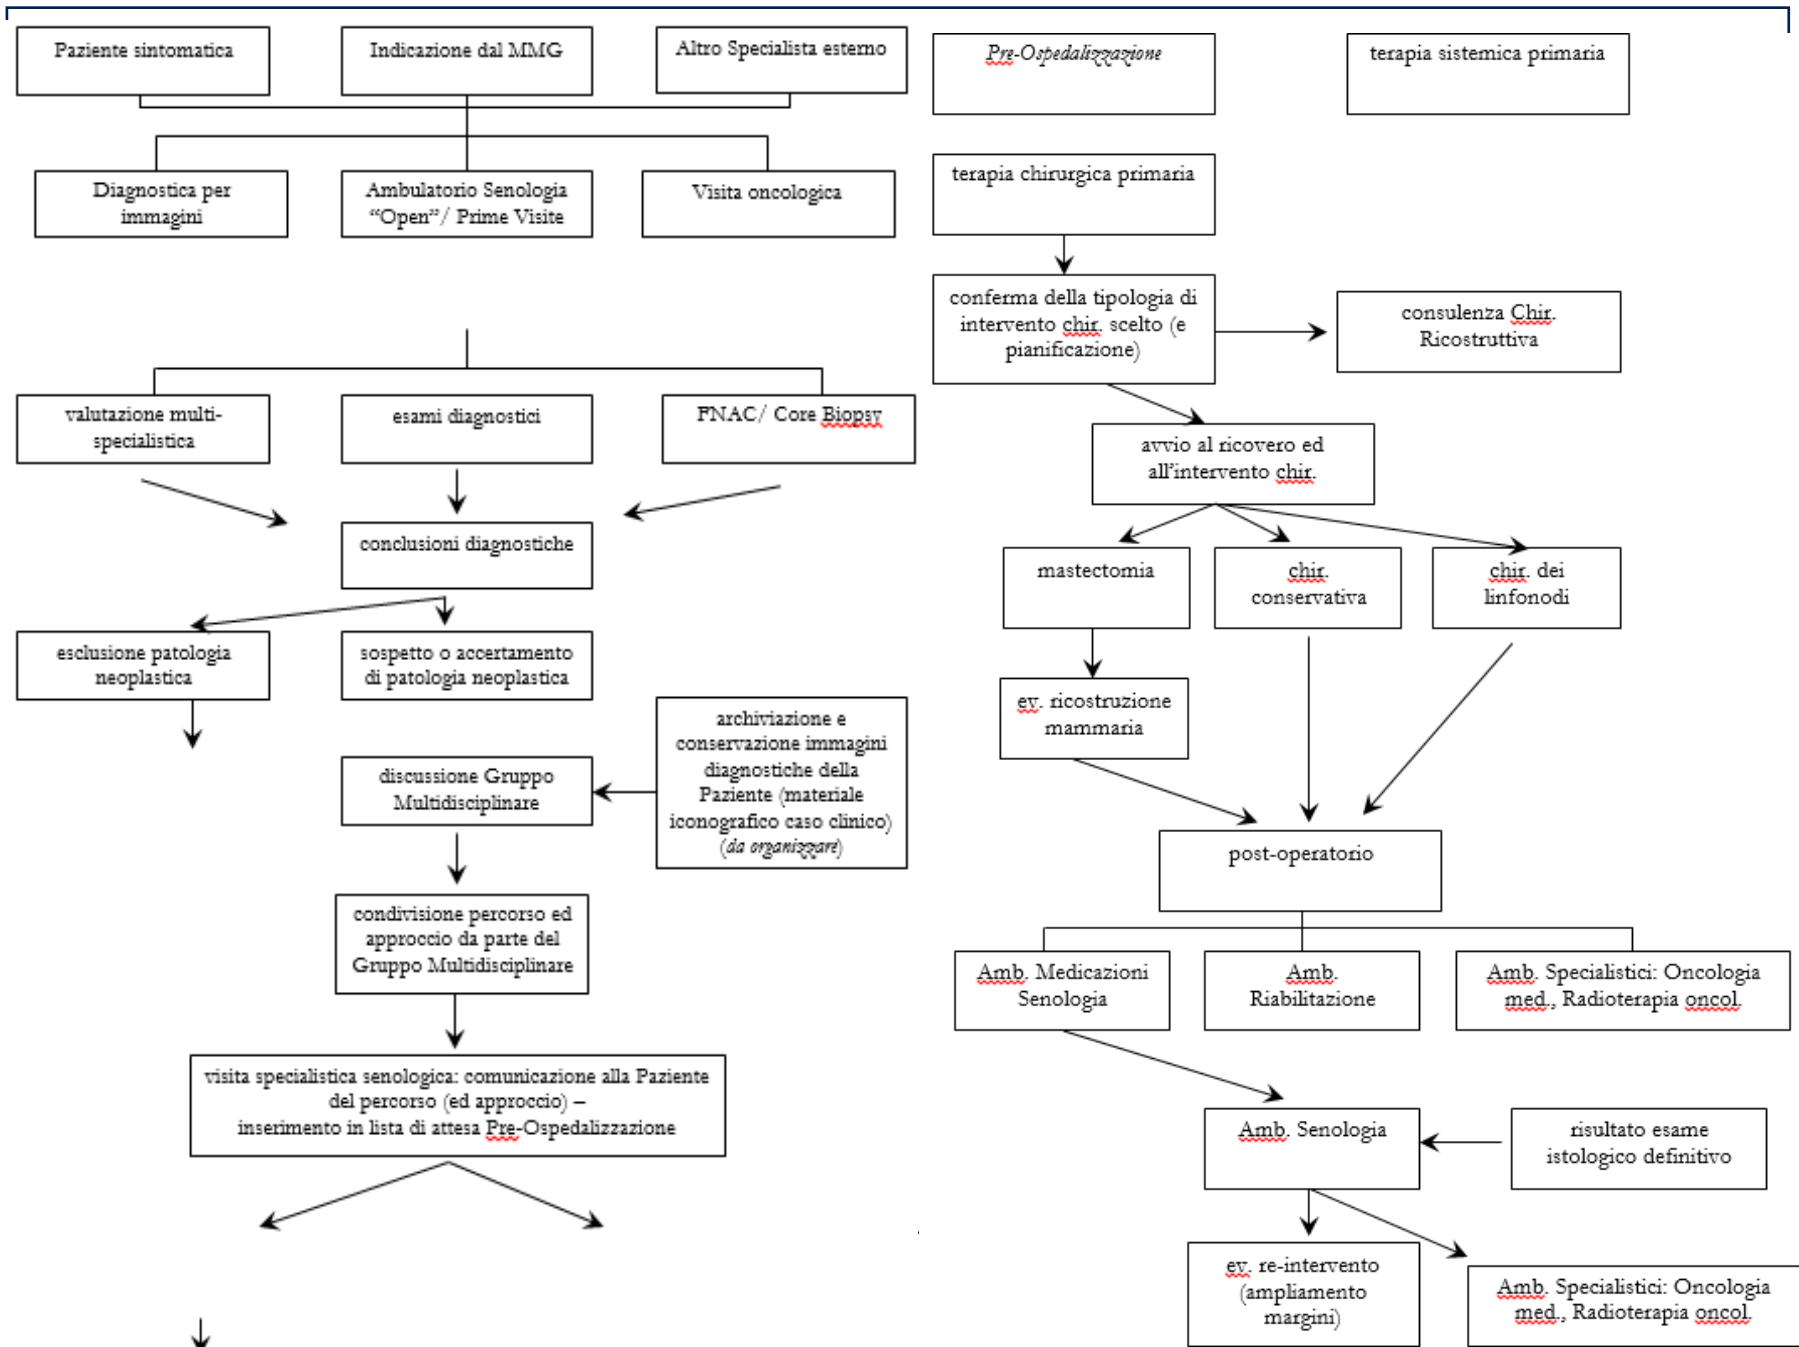 Paziente sintomatica
Indicazione dal MMG
Altro Specialista esterno
Diagnostica per
immagini
Ambulatorio Senologia
“Open”/ Prime Visite
Visita oncologica
valutazione multi-
specialistica
esami diagnostici
FNAC/ Core Biopsy
conclusioni diagnostiche
esclusione patologia
neoplastica
sospetto o accertamento
di patologia neoplastica
archiviazione e
conservazione immagini
diagnostiche della
Paziente (materiale
iconografico caso clinico)
(da organizzare)
discussione Gruppo
Multidisciplinare
condivisione percorso ed
approccio da parte del
Gruppo Multidisciplinare
visita specialistica senologica: comunicazione alla Paziente
del percorso (ed approccio) –
inserimento in lista di attesa Pre-Ospedalizzazione
Pre-Ospedalizzazione
terapia sistemica primaria
terapia chirurgica primaria
conferma della tipologia di
intervento chir. scelto (e
pianificazione)
consulenza Chir.
Ricostruttiva
avvio al ricovero ed
all’intervento chir.
mastectomia
chir.
conservativa
chir. dei
linfonodi
ev. ricostruzione
mammaria
post-operatorio
Amb. Medicazioni
Senologia
Amb.
Riabilitazione
Amb. Specialistici: Oncologia
med., Radioterapia oncol.
Amb. Senologia
risultato esame
istologico definitivo
ev. re-intervento
(ampliamento
margini)
Amb. Specialistici: Oncologia
med., Radioterapia oncol.